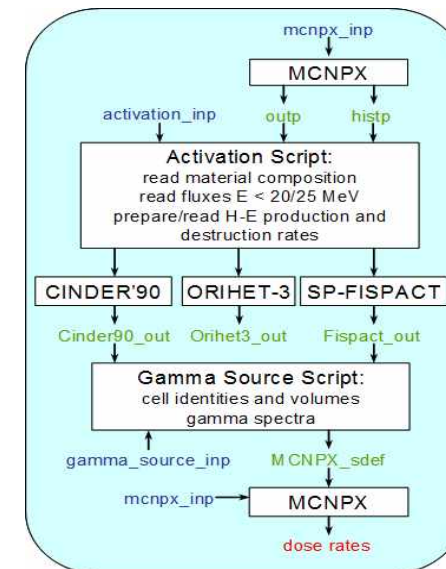 mcnpx_inp
MCNPX
activation_inp outp histp
Activation Script:
read material composition
read fluxes E < 20/25 MeV
prepare/read H-E production and
destruction rates
CINDER'90 ORIHET-3 SP-FISPACT
Cinder90_out Orihet3_out Fispact_out
Gamma Source Script:
cell identities and volumes
gamma spectra
gamma_source_inp MCNPX_sdef
mcnpx_inp MCNPX
dose rates